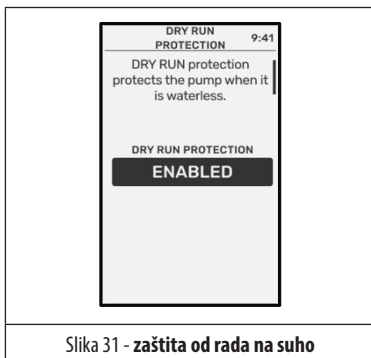 DRY RUN
PROTECTION
9:41
DRY RUN protection
protects the pump when it
is waterless.
DRY RUN PROTECTION
ENABLED
Slika 31 - zaštita od rada na suho